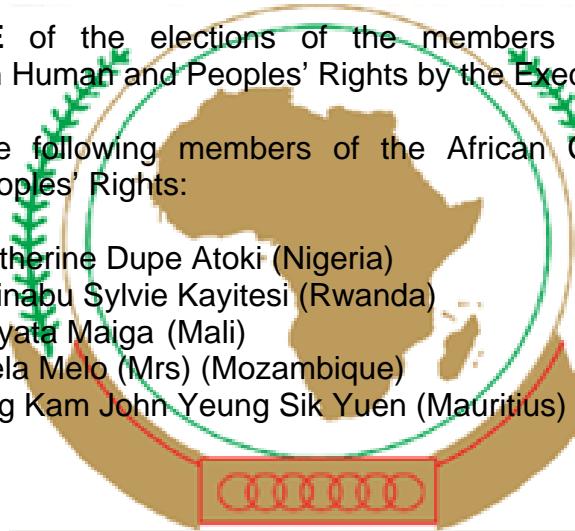 E of the elections of the members
n Human and Peoples' Rights by the Exec
e following members of the African C
oples' Rights:
therine Dupe Atoki (Nigeria)
inabu Sylvie Kayitesi (Rwanda)
yata Maiga (Mali)
ela Melo (Mrs) (Mozambique)
g Kam John Yeung Sik Yuen (Mauritius)